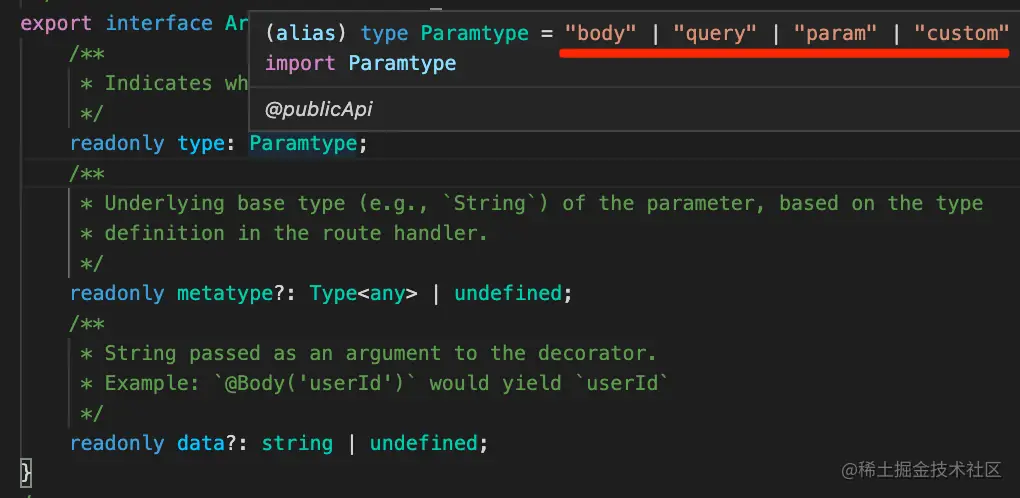 export interface Ar
(alias) type Paramtype = "body" | "query" | "param" | "custom"
import Paramtype
@publicApi
/**
* Indicates wh
*/
readonly type: Paramtype;
/**
* Underlying base type (e.g., `String`) of the parameter, based on the type
* definition in the route handler.
*/
readonly metatype?: Type<any> | undefined;
/**
* String passed as an argument to the decorator.
* Example: `@Body('userId')` would yield `userId`
*/
readonly data?: string | undefined;
}
@稀土掘金技术社区